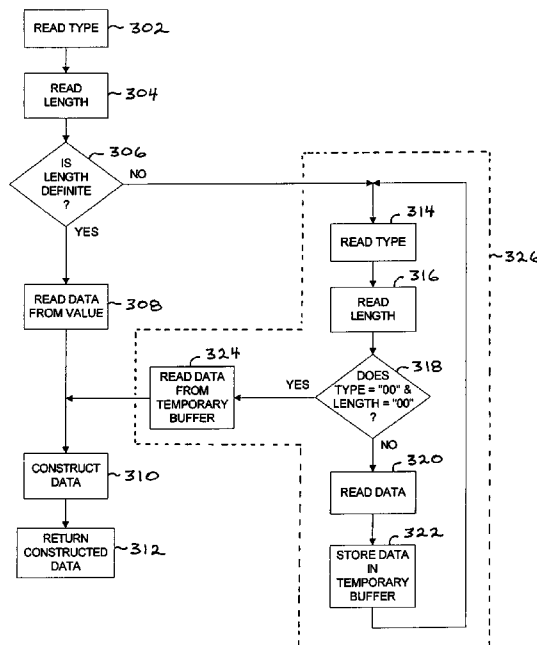 READ TYPE
302
READ
LENGTH
304
306
IS
LENGTH
DEFINITE
?
NO
YES
READ DATA
FROM VALUE
308
CONSTRUCT
DATA
310
RETURN
CONSTRUCTED
DATA
312
314
READ TYPE
326
316
READ
LENGTH
318
DOES
TYPE = "00" &
LENGTH = "00"
?
YES
324
READ DATA
FROM
TEMPORARY
BUFFER
NO
320
READ DATA
322
STORE DATA
IN
TEMPORARY
BUFFER